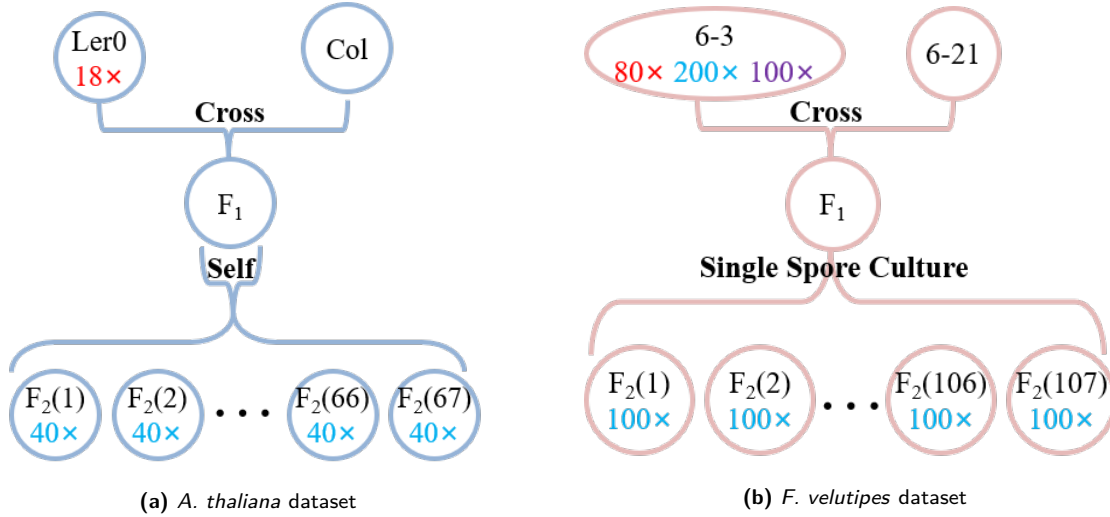 Ler0
18×
Col
Cross
F₁
Self
F₂(1)
40×
F₂(2)
40×
• • •
F₂(66)
40×
F₂(67)
40×
(a) A. thaliana dataset
6-3
80× 200× 100×
6-21
Cross
F₁
Single Spore Culture
F₂(1)
100×
F₂(2)
100×
• • •
F₂(106)
100×
F₂(107)
100×
(b) F. velutipes dataset